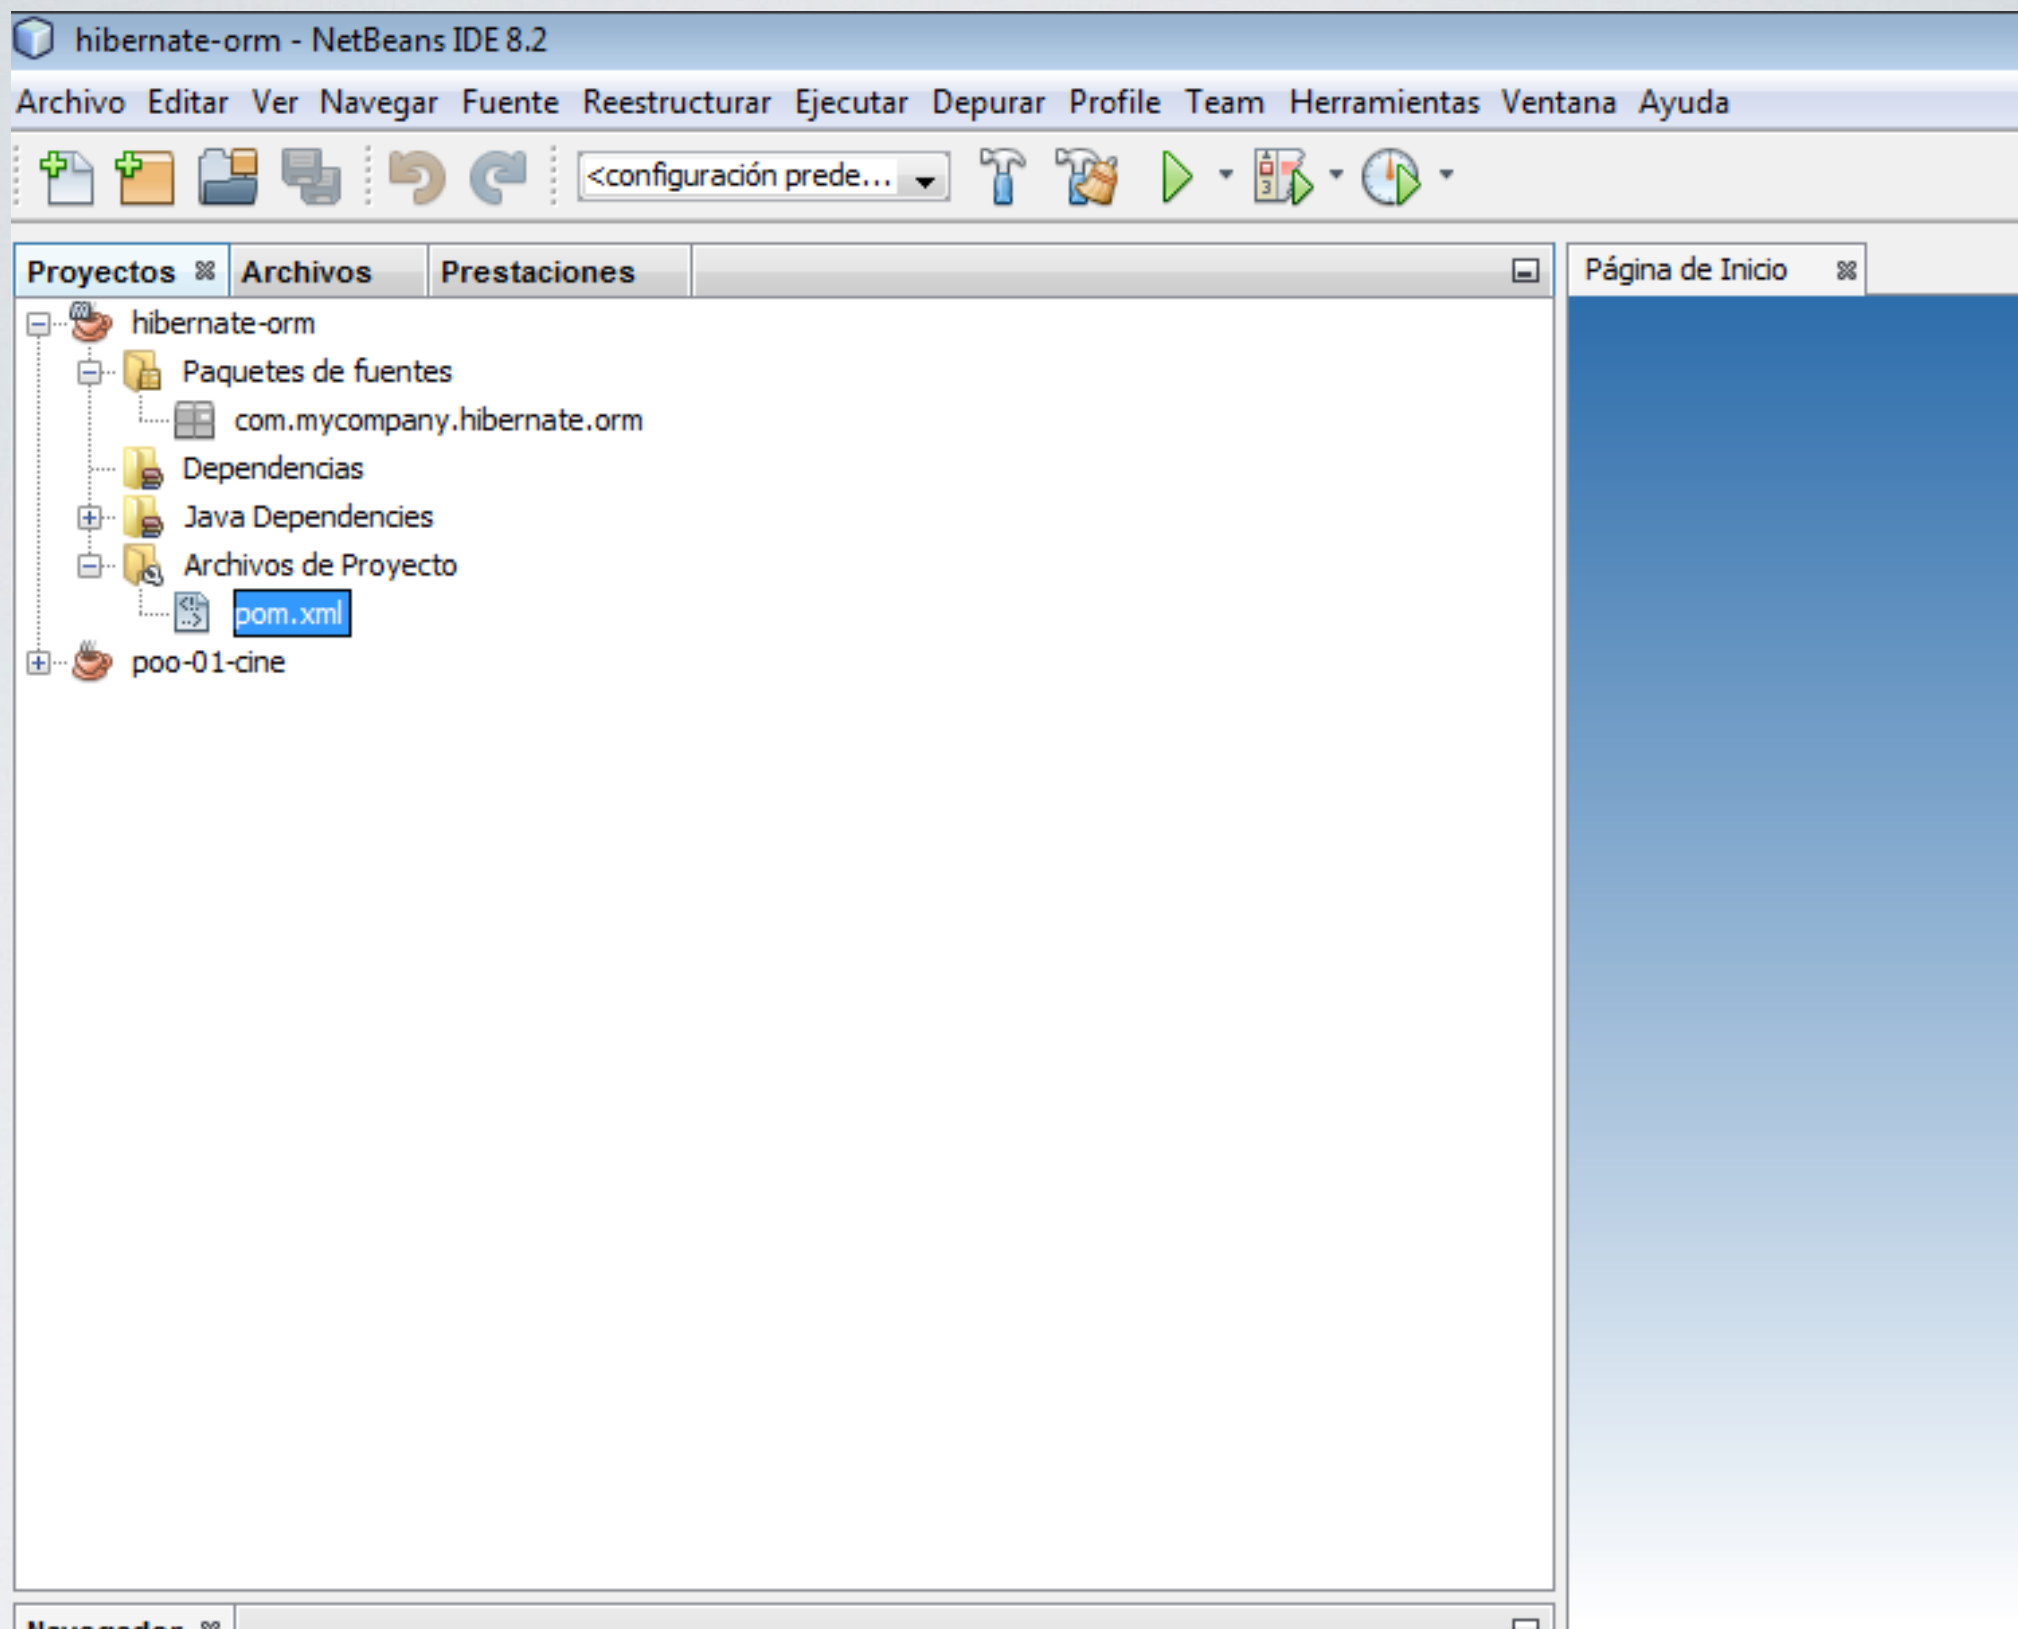 hibernate-orm - NetBeans IDE 8.2
Archivo Editar Ver Navegar Fuente Reestructurar Ejecutar Depurar Profile Team Herramientas Ventana Ayuda
<configuración prede...
Proyectos Archivos Prestaciones
Página de Inicio
hibernate-orm
Paquetes de fuentes
com.mycompany.hibernate.orm
Dependencias
Java Dependencies
Archivos de Proyecto
pom.xml
poo-01-cine
Navegador